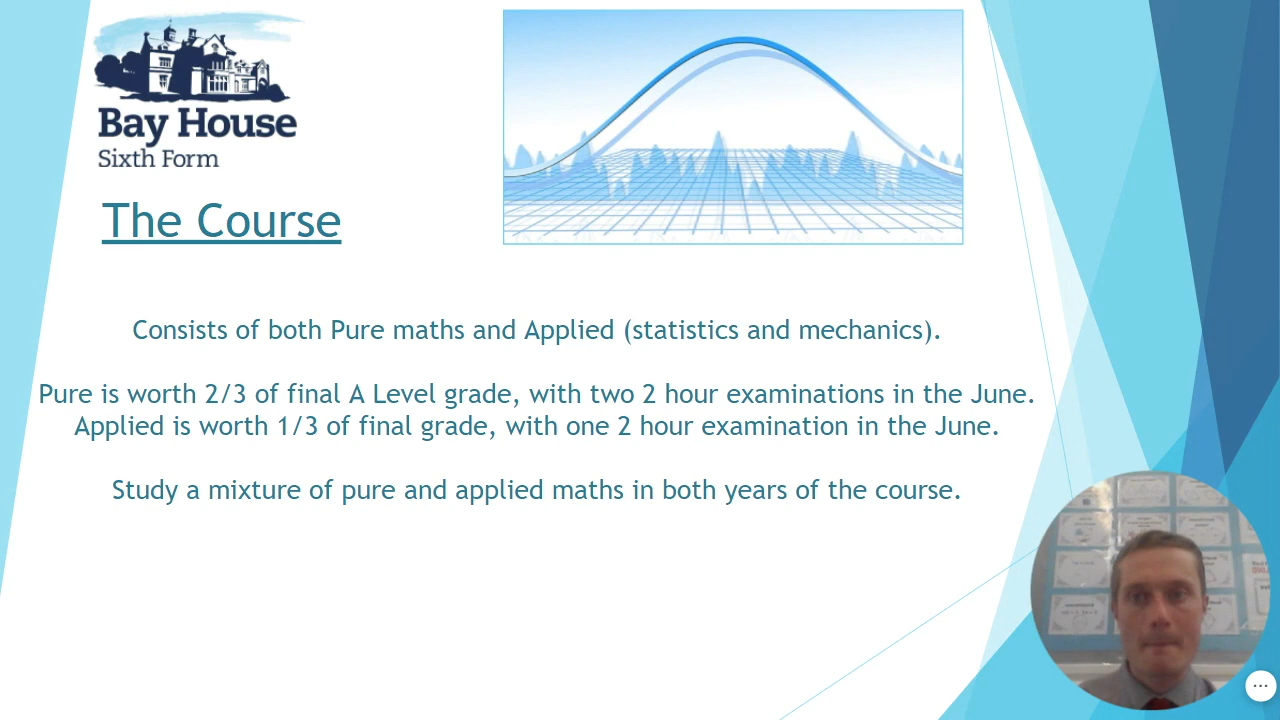 Bay House
Sixth Form
The Course
Consists of both Pure maths and Applied (statistics and mechanics).
Pure is worth 2/3 of final A Level grade, with two 2 hour examinations in the June.
Applied is worth 1/3 of final grade, with one 2 hour examination in the June.
Study a mixture of pure and applied maths in both years of the course.